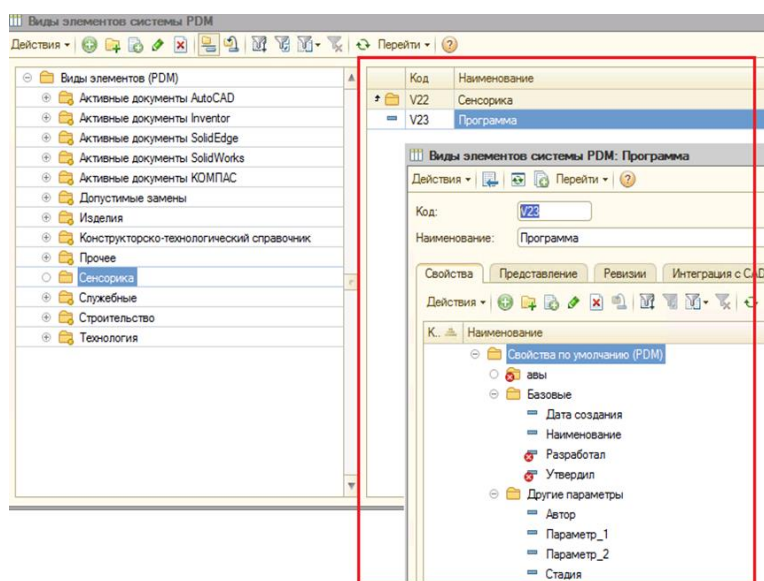 Виды элементов системы PDM
Действия Перейти
Виды элементов (PDM)
Активные документы AutoCAD
Активные документы Inventor
Активные документы SolidEdge
Активные документы SolidWorks
Активные документы КОМПАС
Допустимые замены
Изделия
Конструкторско-технологический справочник
Прочее
Сенсорика
Служебные
Строительство
Технология
Код Наименование
V22 Сенсорика
V23 Программа
Виды элементов системы PDM: Программа
Действия Перейти
Код: V23
Наименование: Программа
Свойства Представление Ревизии Интеграция с CAD
Действия
К.. Наименование
Свойства по умолчанию (PDM)
авы
Базовые
Дата создания
Наименование
Разработал
Утвердил
Другие параметры
Автор
Параметр_1
Параметр_2
Стадия